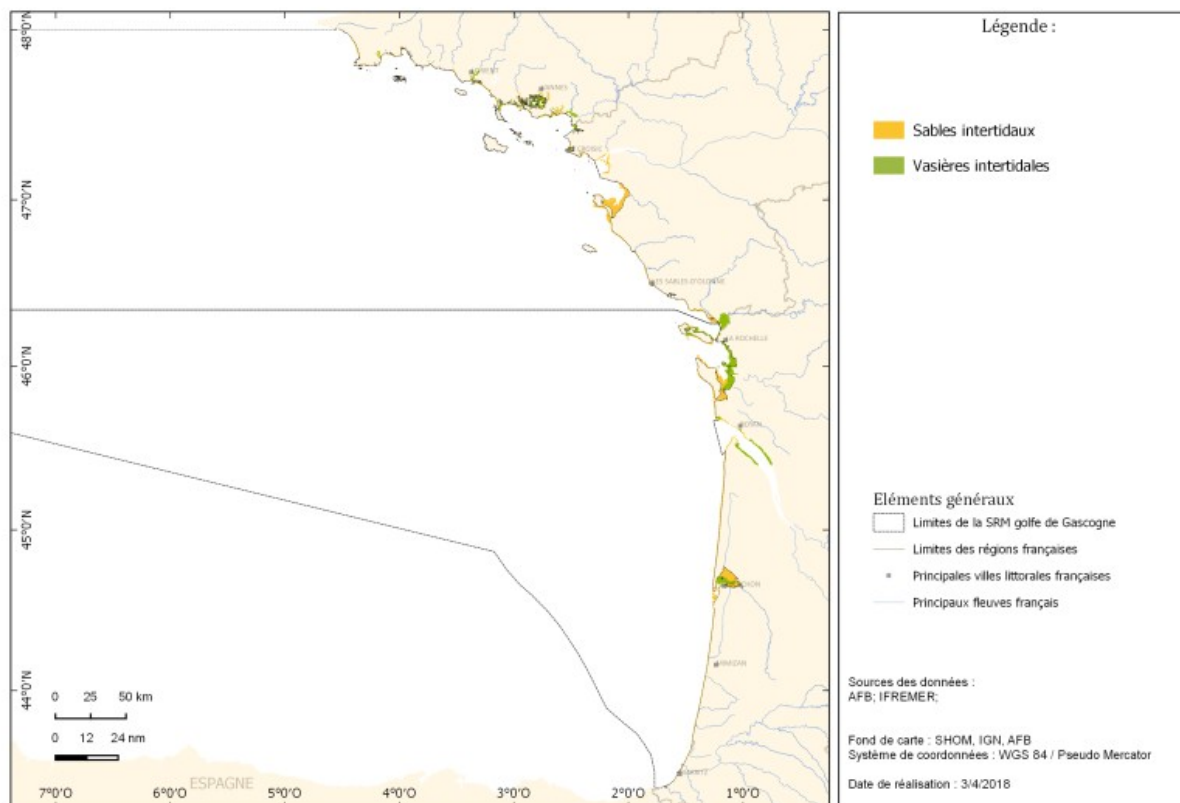 48°0'N
47°0'N
46°0'N
45°0'N
44°0'N
VANNES
LES SABLES-D'OLONNE
LA ROCHELLE
ROYAN
ESPAGNE
0 25 50 km
0 12 24 nm
7°0'O 6°0'O 5°0'O 4°0'O 3°0'O 2°0'O 1°0'O
Légende :
Sables intertidaux
Vasières intertidales
Eléments généraux
Limites de la SRM golfe de Gascogne
Limites des régions françaises
Principales villes littorales françaises
Principaux fleuves français
Sources des données :
AFB; IFREMER;
Fond de carte : SHOM, IGN, AFB
Système de coordonnées : WGS 84 / Pseudo Mercator
Date de réalisation : 3/4/2018